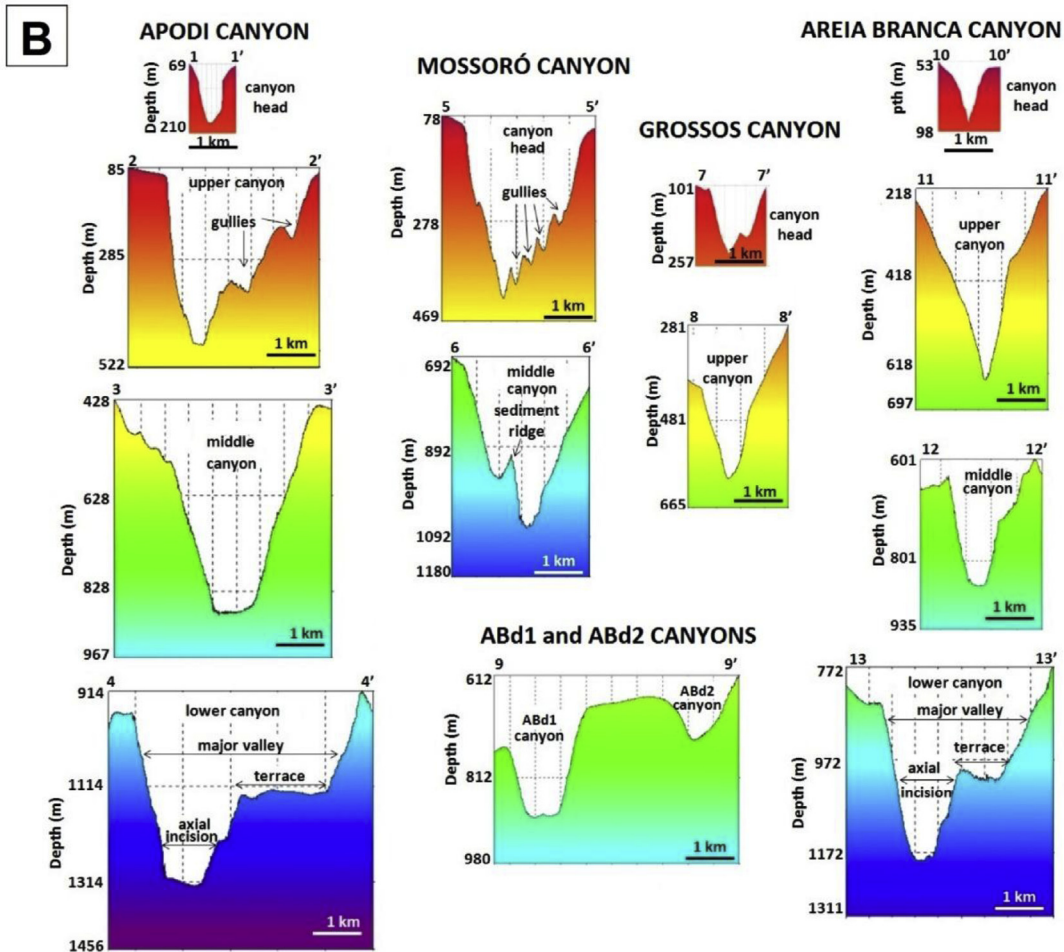 B
APODI CANYON
1 1'
69
Depth (m)
210
canyon
head
1 km
2 2'
85
285
522
Depth (m)
upper canyon
gullies
1 km
3 3'
428
628
828
967
Depth (m)
middle
canyon
1 km
4 4'
914
1114
1314
1456
Depth (m)
lower canyon
major valley
terrace
axial
incision
1 km
MOSSORÓ CANYON
5 5'
78
278
469
Depth (m)
canyon
head
gullies
1 km
6 6'
692
892
1092
1180
Depth (m)
middle
canyon
sediment
ridge
1 km
GROSSOS CANYON
7 7'
101
257
Depth (m)
canyon
head
1 km
8 8'
281
481
665
Depth (m)
upper
canyon
1 km
ABd1 and ABd2 CANYONS
9 9'
612
812
980
Depth (m)
ABd1
canyon
ABd2
canyon
1 km
AREIA BRANCA CANYON
10 10'
53
98
pth (m)
canyon
head
1 km
11 11'
218
418
618
697
Depth (m)
upper
canyon
1 km
12 12'
601
801
935
Depth (m)
middle
canyon
1 km
13 13'
772
972
1172
1311
Depth (m)
lower canyon
major valley
terrace
axial
incision
1 km